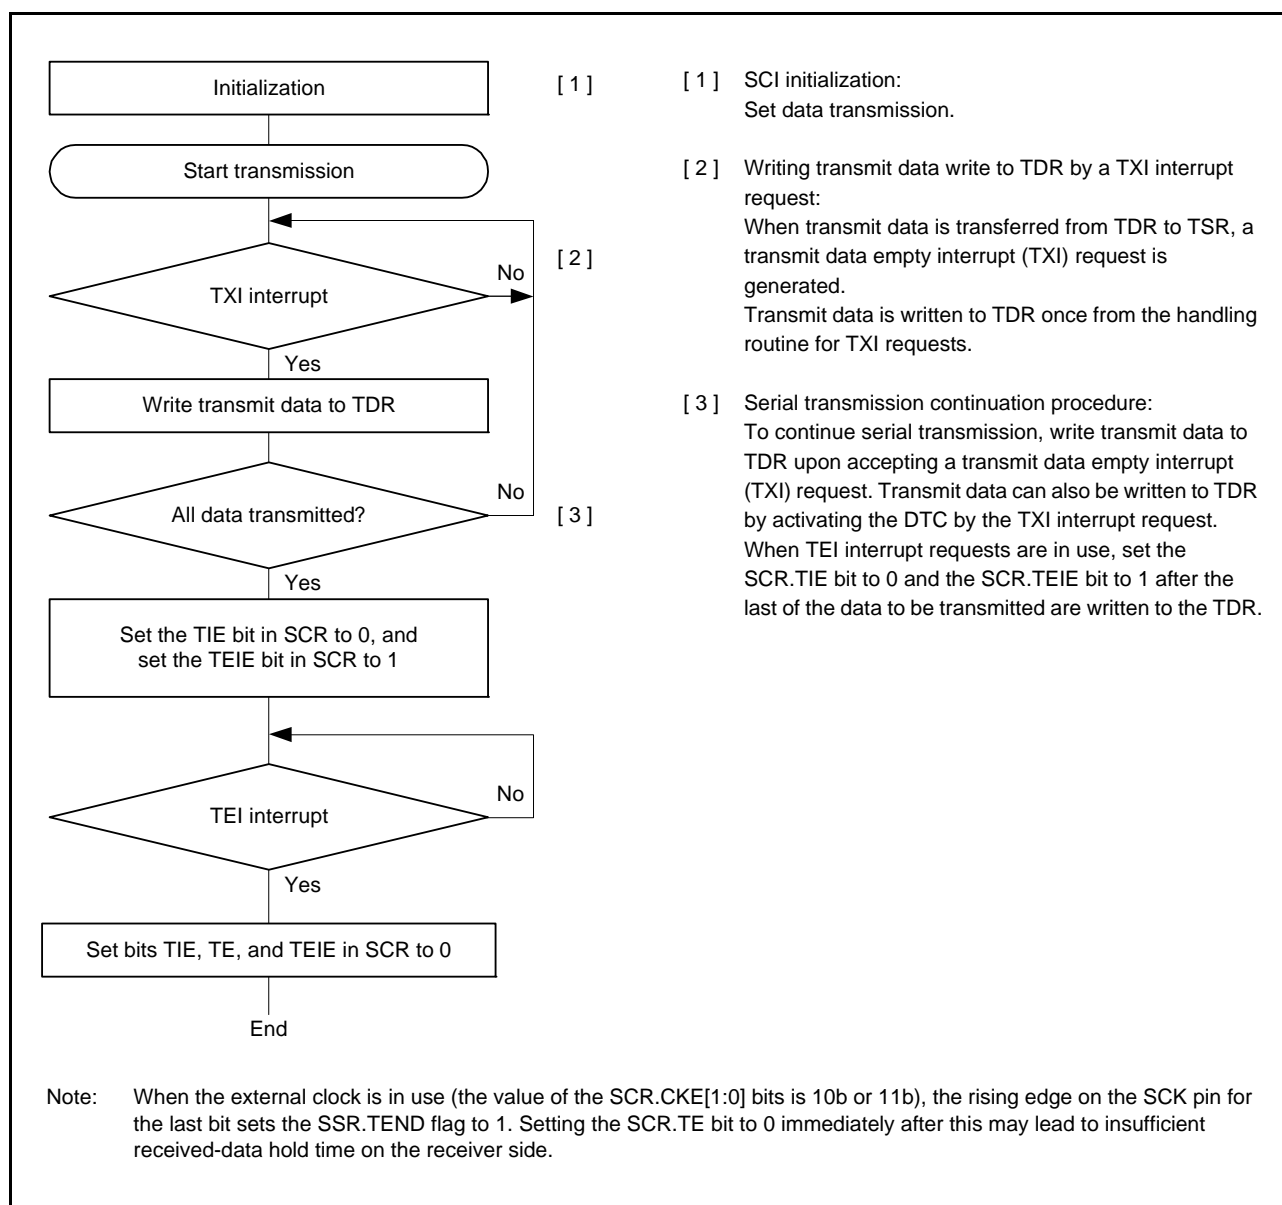 Initialization
[ 1 ]
Start transmission
TXI interrupt
No
[ 2 ]
Yes
Write transmit data to TDR
All data transmitted?
No
[ 3 ]
Yes
Set the TIE bit in SCR to 0, and
set the TEIE bit in SCR to 1
TEI interrupt
No
Yes
Set bits TIE, TE, and TEIE in SCR to 0
End
[ 1 ] SCI initialization:
Set data transmission.
[ 2 ] Writing transmit data write to TDR by a TXI interrupt
request:
When transmit data is transferred from TDR to TSR, a
transmit data empty interrupt (TXI) request is
generated.
Transmit data is written to TDR once from the handling
routine for TXI requests.
[ 3 ] Serial transmission continuation procedure:
To continue serial transmission, write transmit data to
TDR upon accepting a transmit data empty interrupt
(TXI) request. Transmit data can also be written to TDR
by activating the DTC by the TXI interrupt request.
When TEI interrupt requests are in use, set the
SCR.TIE bit to 0 and the SCR.TEIE bit to 1 after the
last of the data to be transmitted are written to the TDR.
Note: When the external clock is in use (the value of the SCR.CKE[1:0] bits is 10b or 11b), the rising edge on the SCK pin for
the last bit sets the SSR.TEND flag to 1. Setting the SCR.TE bit to 0 immediately after this may lead to insufficient
received-data hold time on the receiver side.